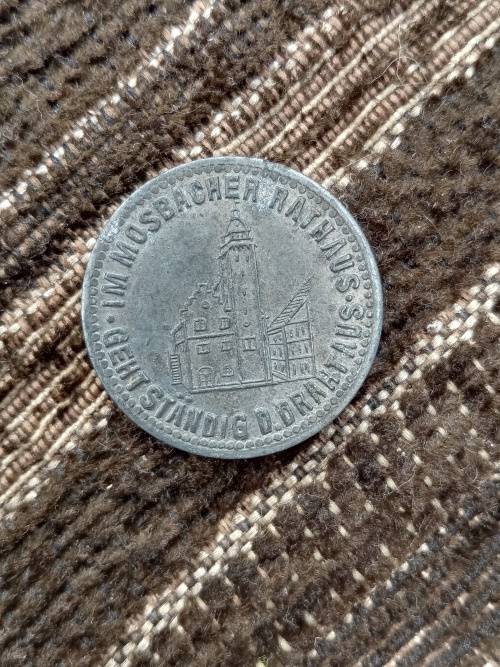 · IM MOSBACHER RATHAUS ·
GEHT STÄNDIG D. DRAHT AUS